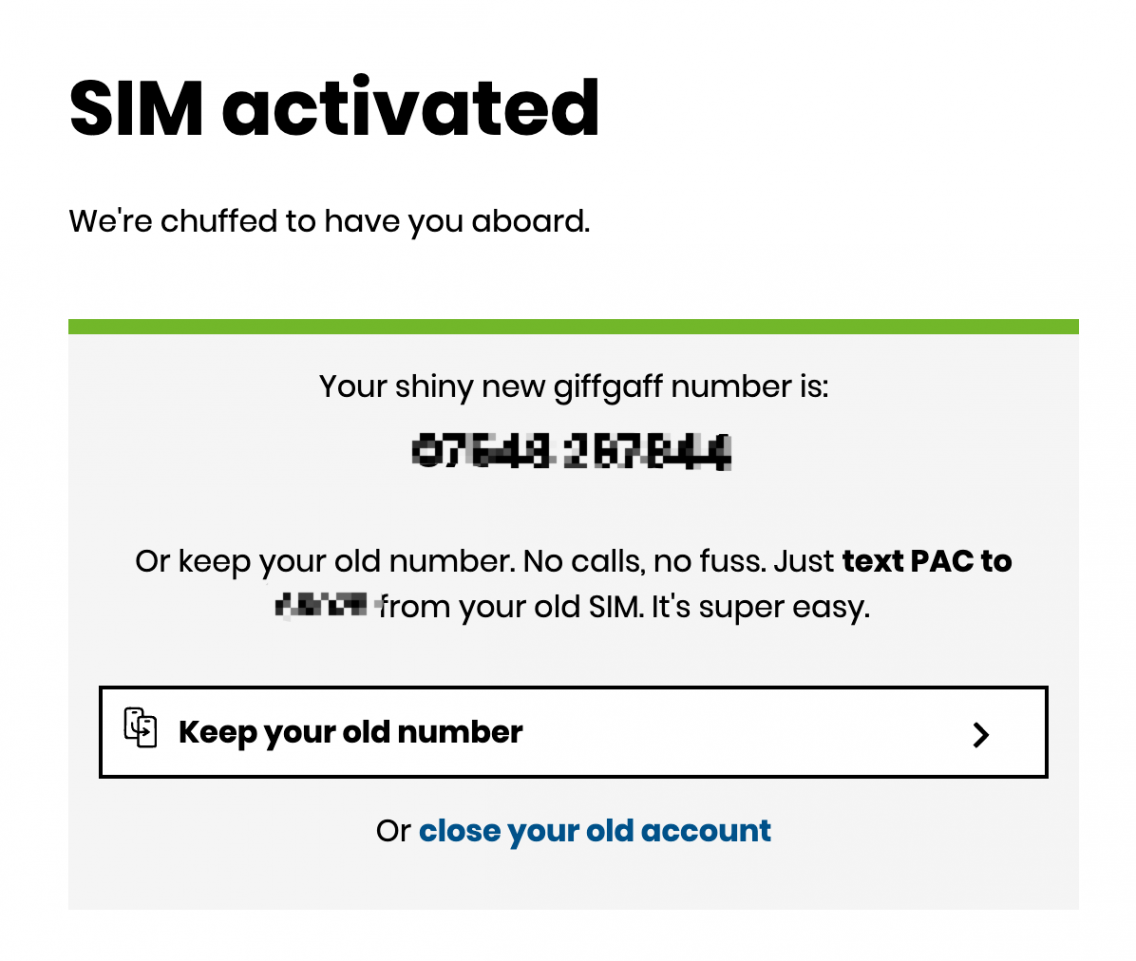 SIM activated
We're chuffed to have you aboard.
Your shiny new giffgaff number is:
Or keep your old number. No calls, no fuss. Just text PAC to
from your old SIM. It's super easy.
Keep your old number
Or close your old account